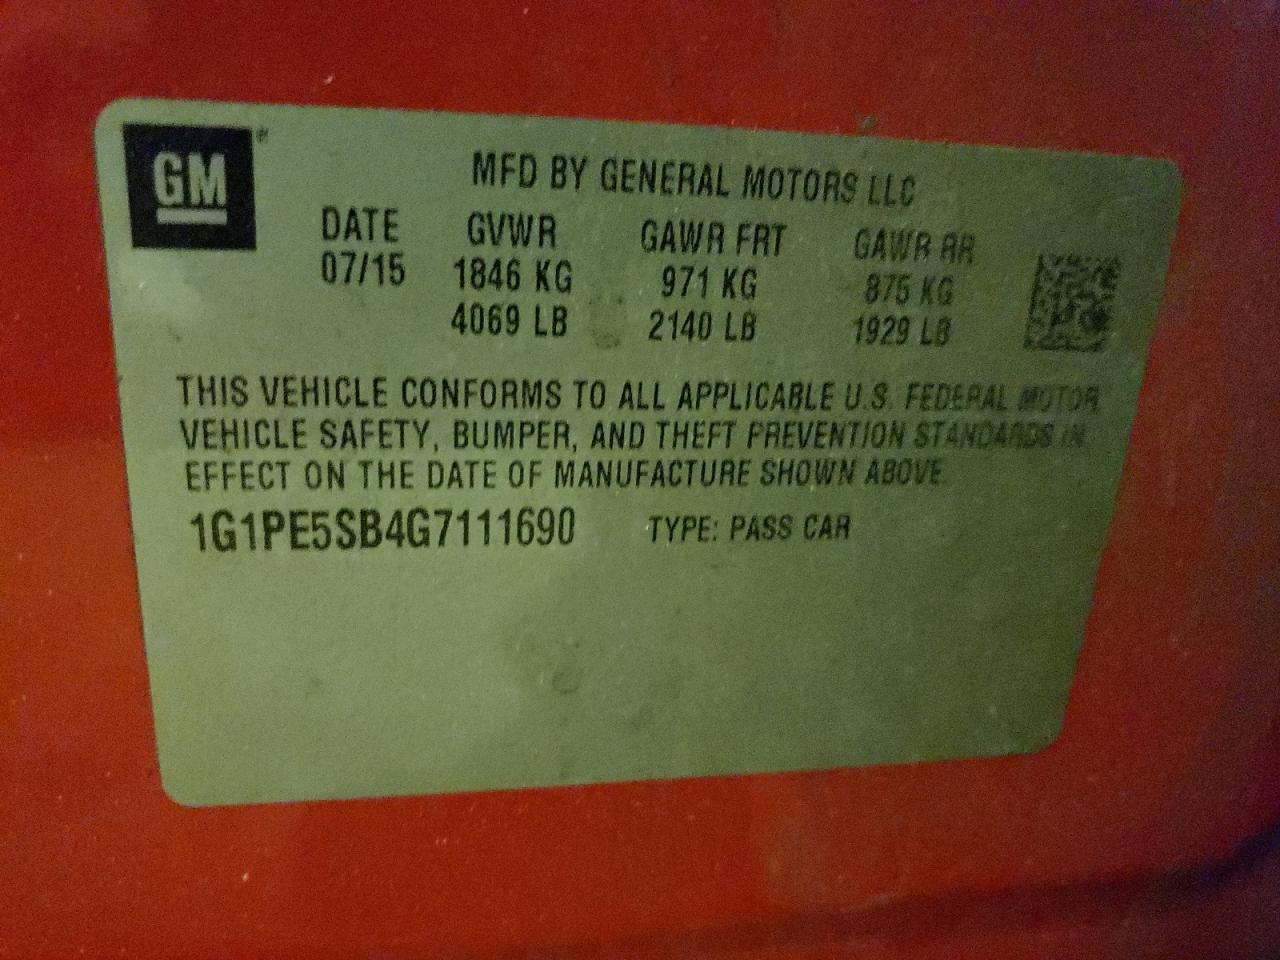 GM
MFD BY GENERAL MOTORS LLC
DATE GVWR GAWR FRT GAWR RR
07/15 1846 KG 971 KG 875 KG
4069 LB 2140 LB 1929 LB
THIS VEHICLE CONFORMS TO ALL APPLICABLE U.S. FEDERAL MOTOR
VEHICLE SAFETY, BUMPER, AND THEFT PREVENTION STANDARDS IN
EFFECT ON THE DATE OF MANUFACTURE SHOWN ABOVE.
1G1PE5SB4G7111690 TYPE: PASS CAR